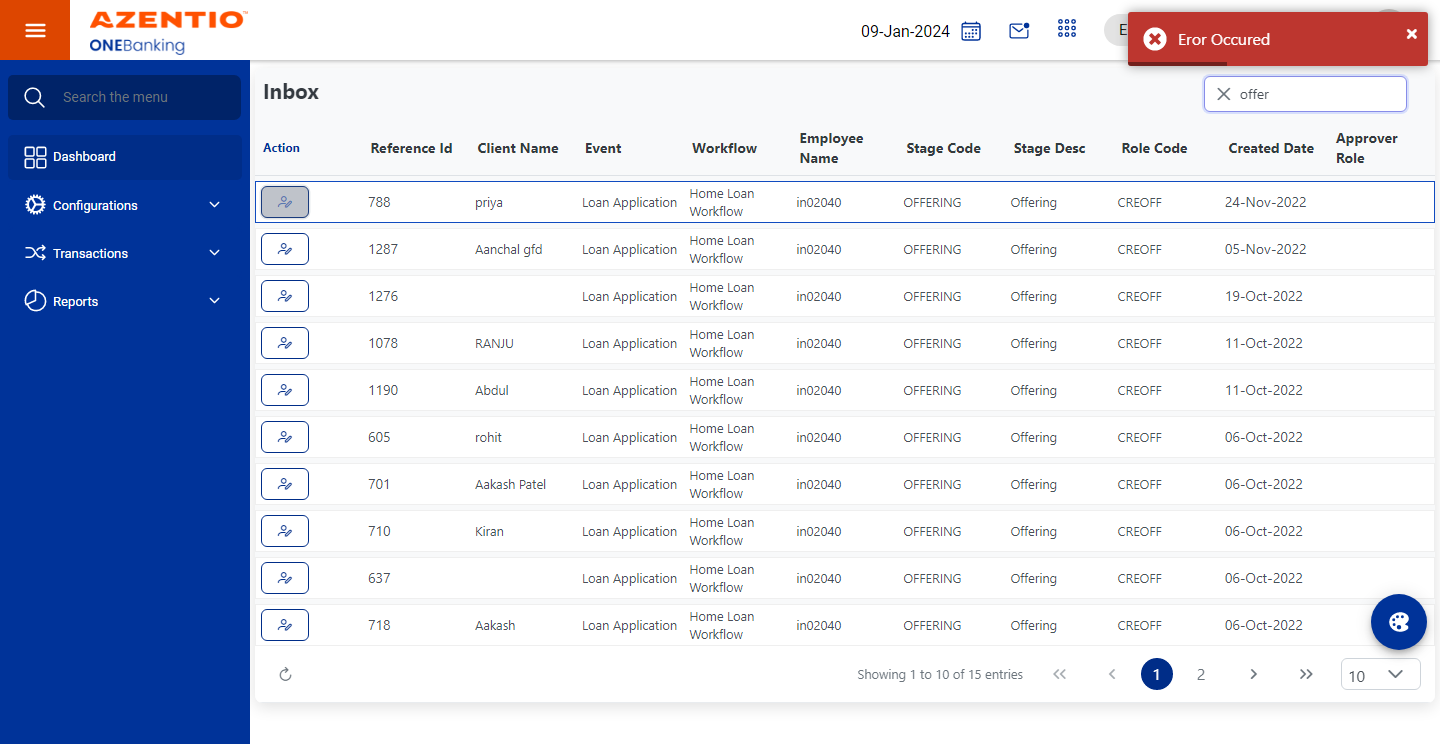 AZENTIO™
ONEBanking
09-Jan-2024
E
Eror Occured
Search the menu
Dashboard
Configurations
Transactions
Reports
Inbox
offer
Action Reference Id Client Name Event Workflow Employee Name Stage Code Stage Desc Role Code Created Date Approver Role
788 priya Loan Application Home Loan Workflow in02040 OFFERING Offering CREOFF 24-Nov-2022
1287 Aanchal gfd Loan Application Home Loan Workflow in02040 OFFERING Offering CREOFF 05-Nov-2022
1276 Loan Application Home Loan Workflow in02040 OFFERING Offering CREOFF 19-Oct-2022
1078 RANJU Loan Application Home Loan Workflow in02040 OFFERING Offering CREOFF 11-Oct-2022
1190 Abdul Loan Application Home Loan Workflow in02040 OFFERING Offering CREOFF 11-Oct-2022
605 rohit Loan Application Home Loan Workflow in02040 OFFERING Offering CREOFF 06-Oct-2022
701 Aakash Patel Loan Application Home Loan Workflow in02040 OFFERING Offering CREOFF 06-Oct-2022
710 Kiran Loan Application Home Loan Workflow in02040 OFFERING Offering CREOFF 06-Oct-2022
637 Loan Application Home Loan Workflow in02040 OFFERING Offering CREOFF 06-Oct-2022
718 Aakash Loan Application Home Loan Workflow in02040 OFFERING Offering CREOFF 06-Oct-2022
Showing 1 to 10 of 15 entries 1 2 10